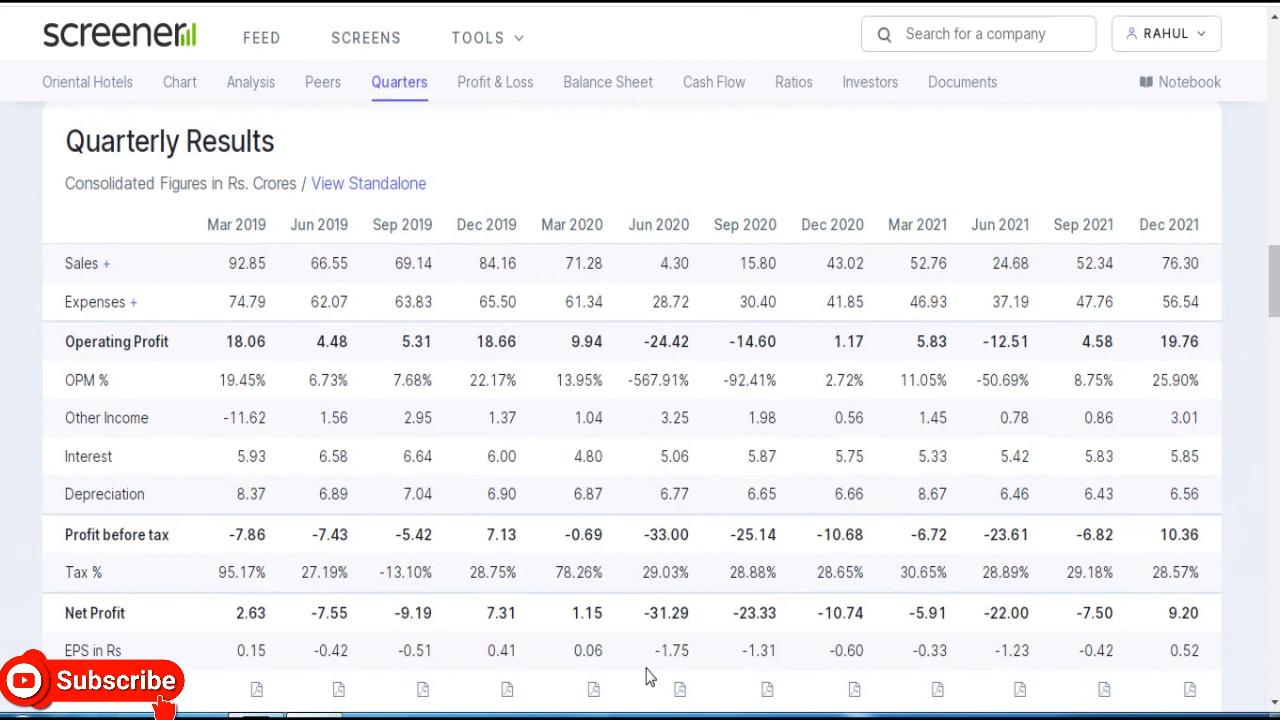 screener FEED SCREENS TOOLS Search for a company RAHUL
Oriental Hotels Chart Analysis Peers Quarters Profit & Loss Balance Sheet Cash Flow Ratios Investors Documents Notebook
Quarterly Results
Consolidated Figures in Rs. Crores / View Standalone
Mar 2019 Jun 2019 Sep 2019 Dec 2019 Mar 2020 Jun 2020 Sep 2020 Dec 2020 Mar 2021 Jun 2021 Sep 2021 Dec 2021
Sales + 92.85 66.55 69.14 84.16 71.28 4.30 15.80 43.02 52.76 24.68 52.34 76.30
Expenses + 74.79 62.07 63.83 65.50 61.34 28.72 30.40 41.85 46.93 37.19 47.76 56.54
Operating Profit 18.06 4.48 5.31 18.66 9.94 -24.42 -14.60 1.17 5.83 -12.51 4.58 19.76
OPM % 19.45% 6.73% 7.68% 22.17% 13.95% -567.91% -92.41% 2.72% 11.05% -50.69% 8.75% 25.90%
Other Income -11.62 1.56 2.95 1.37 1.04 3.25 1.98 0.56 1.45 0.78 0.86 3.01
Interest 5.93 6.58 6.64 6.00 4.80 5.06 5.87 5.75 5.33 5.42 5.83 5.85
Depreciation 8.37 6.89 7.04 6.90 6.87 6.77 6.65 6.66 8.67 6.46 6.43 6.56
Profit before tax -7.86 -7.43 -5.42 7.13 -0.69 -33.00 -25.14 -10.68 -6.72 -23.61 -6.82 10.36
Tax % 95.17% 27.19% -13.10% 28.75% 78.26% 29.03% 28.88% 28.65% 30.65% 28.89% 29.18% 28.57%
Net Profit 2.63 -7.55 -9.19 7.31 1.15 -31.29 -23.33 -10.74 -5.91 -22.00 -7.50 9.20
EPS in Rs 0.15 -0.42 -0.51 0.41 0.06 -1.75 -1.31 -0.60 -0.33 -1.23 -0.42 0.52
Subscribe